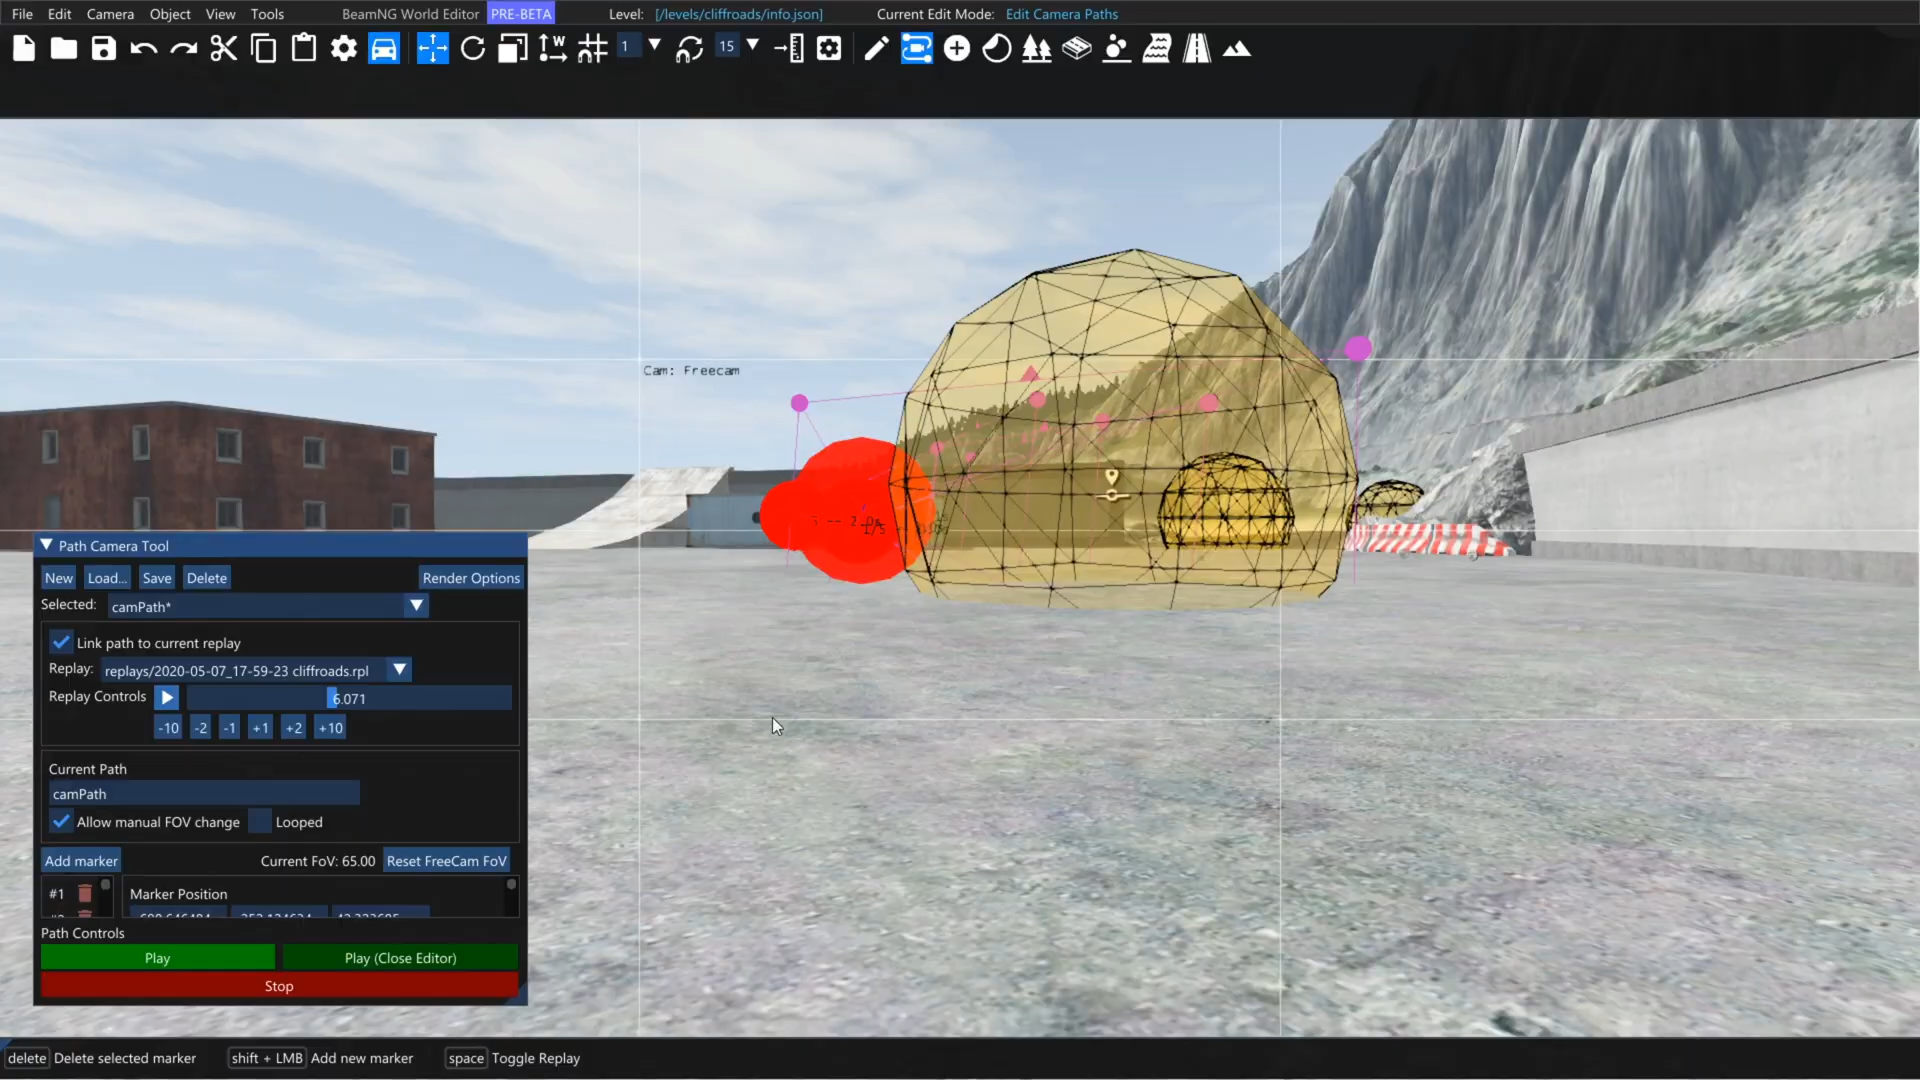 File Edit Camera Object View Tools BeamNG World Editor PRE-BETA Level: [/levels/cliffroads/info.json] Current Edit Mode: Edit Camera Paths
1 15
Cam: Freecam
Path Camera Tool
New Load... Save Delete Render Options
Selected: camPath*
Link path to current replay
Replay: replays/2020-05-07_17-59-23 cliffroads.rpl
Replay Controls 6.071
-10 -2 -1 +1 +2 +10
Current Path
camPath
Allow manual FOV change Looped
Add marker Current FoV: 65.00 Reset FreeCam FoV
#1 Marker Position
Path Controls
Play Play (Close Editor)
Stop
delete Delete selected marker shift + LMB Add new marker space Toggle Replay